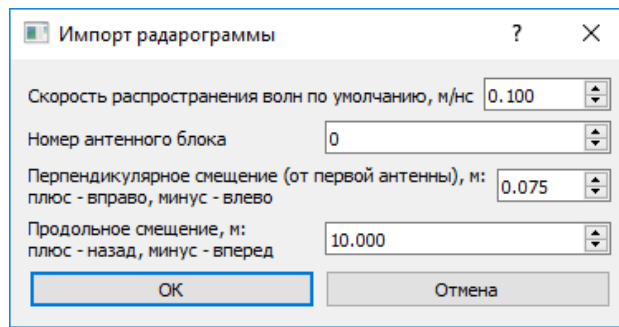 Импорт радарограммы ?
Скорость распространения волн по умолчанию, м/нс 0.100
Номер антенного блока 0
Перпендикулярное смещение (от первой антенны), м:
плюс - вправо, минус - влево 0.075
Продольное смещение, м:
плюс - назад, минус - вперед 10.000
OK Отмена